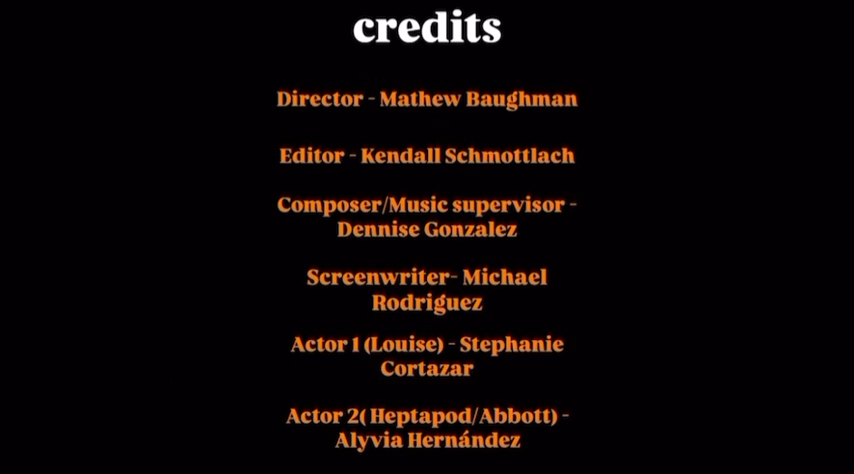 credits
Director - Mathew Baughman
Editor - Kendall Schmottlach
Composer/Music supervisor -
Dennise Gonzalez
Screenwriter- Michael
Rodriguez
Actor 1 (Louise) - Stephanie
Cortazar
Actor 2( Heptapod/Abbott) -
Alyvia Hernández